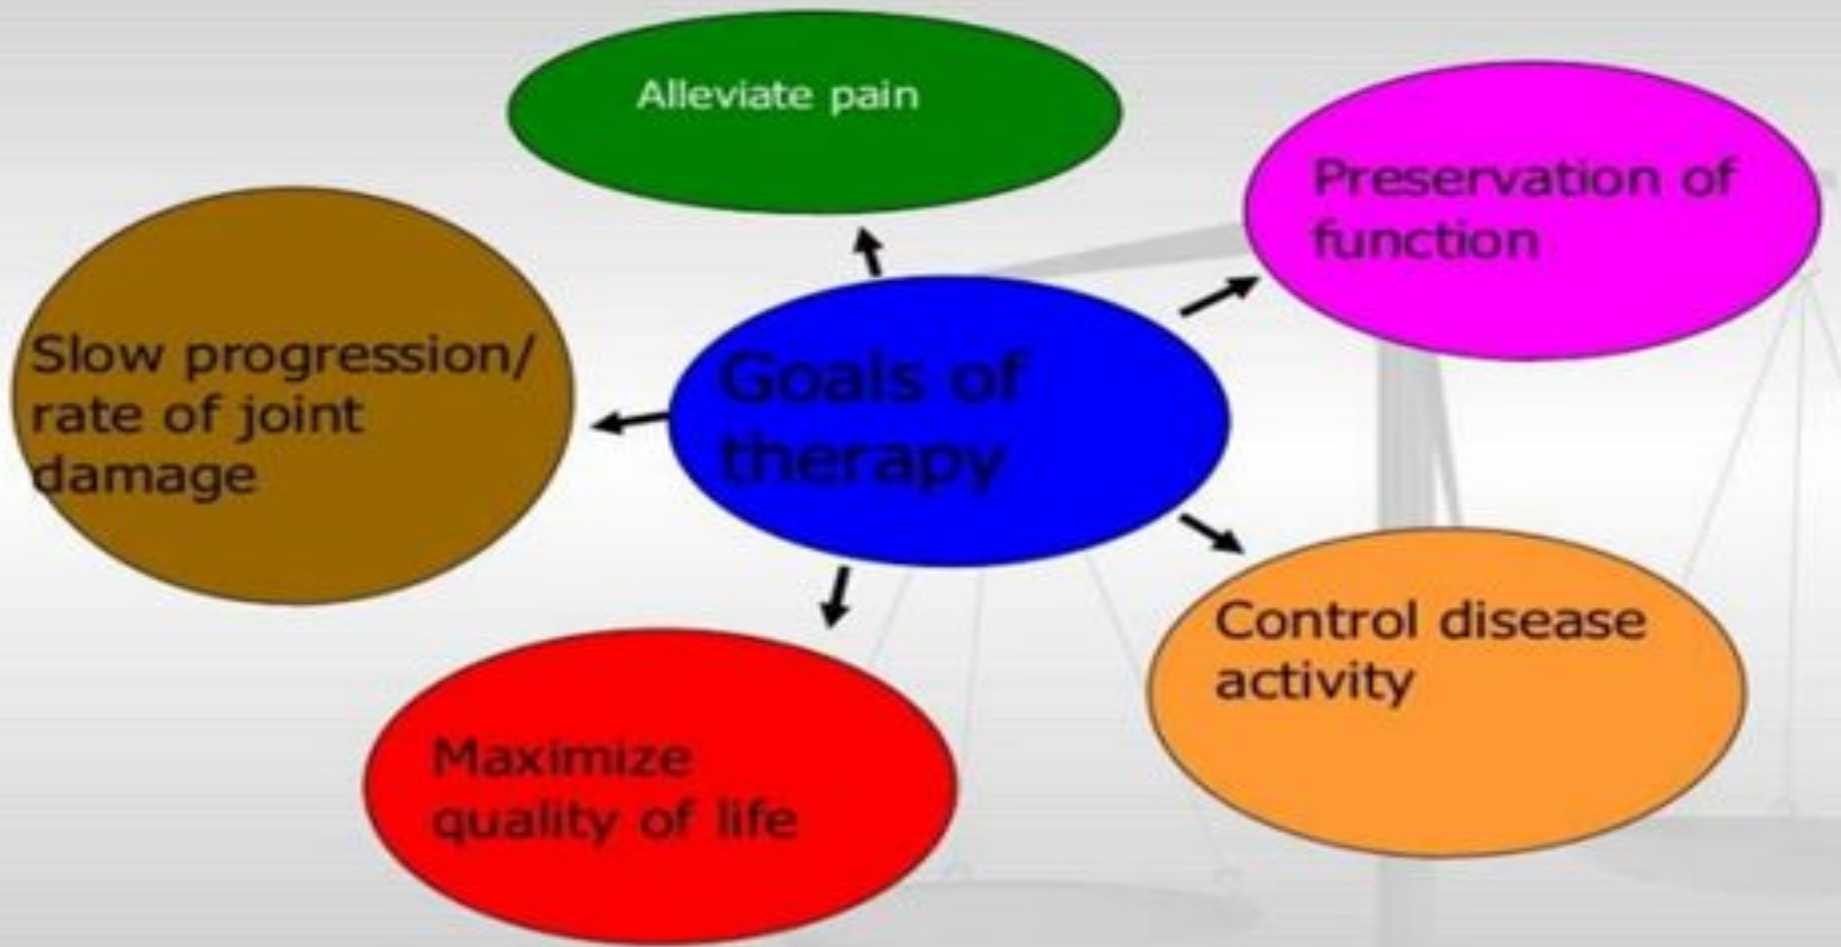 Alleviate pain
Preservation of
function
Slow progression/
rate of joint
damage
Goals of
therapy
Control disease
activity
Maximize
quality of life